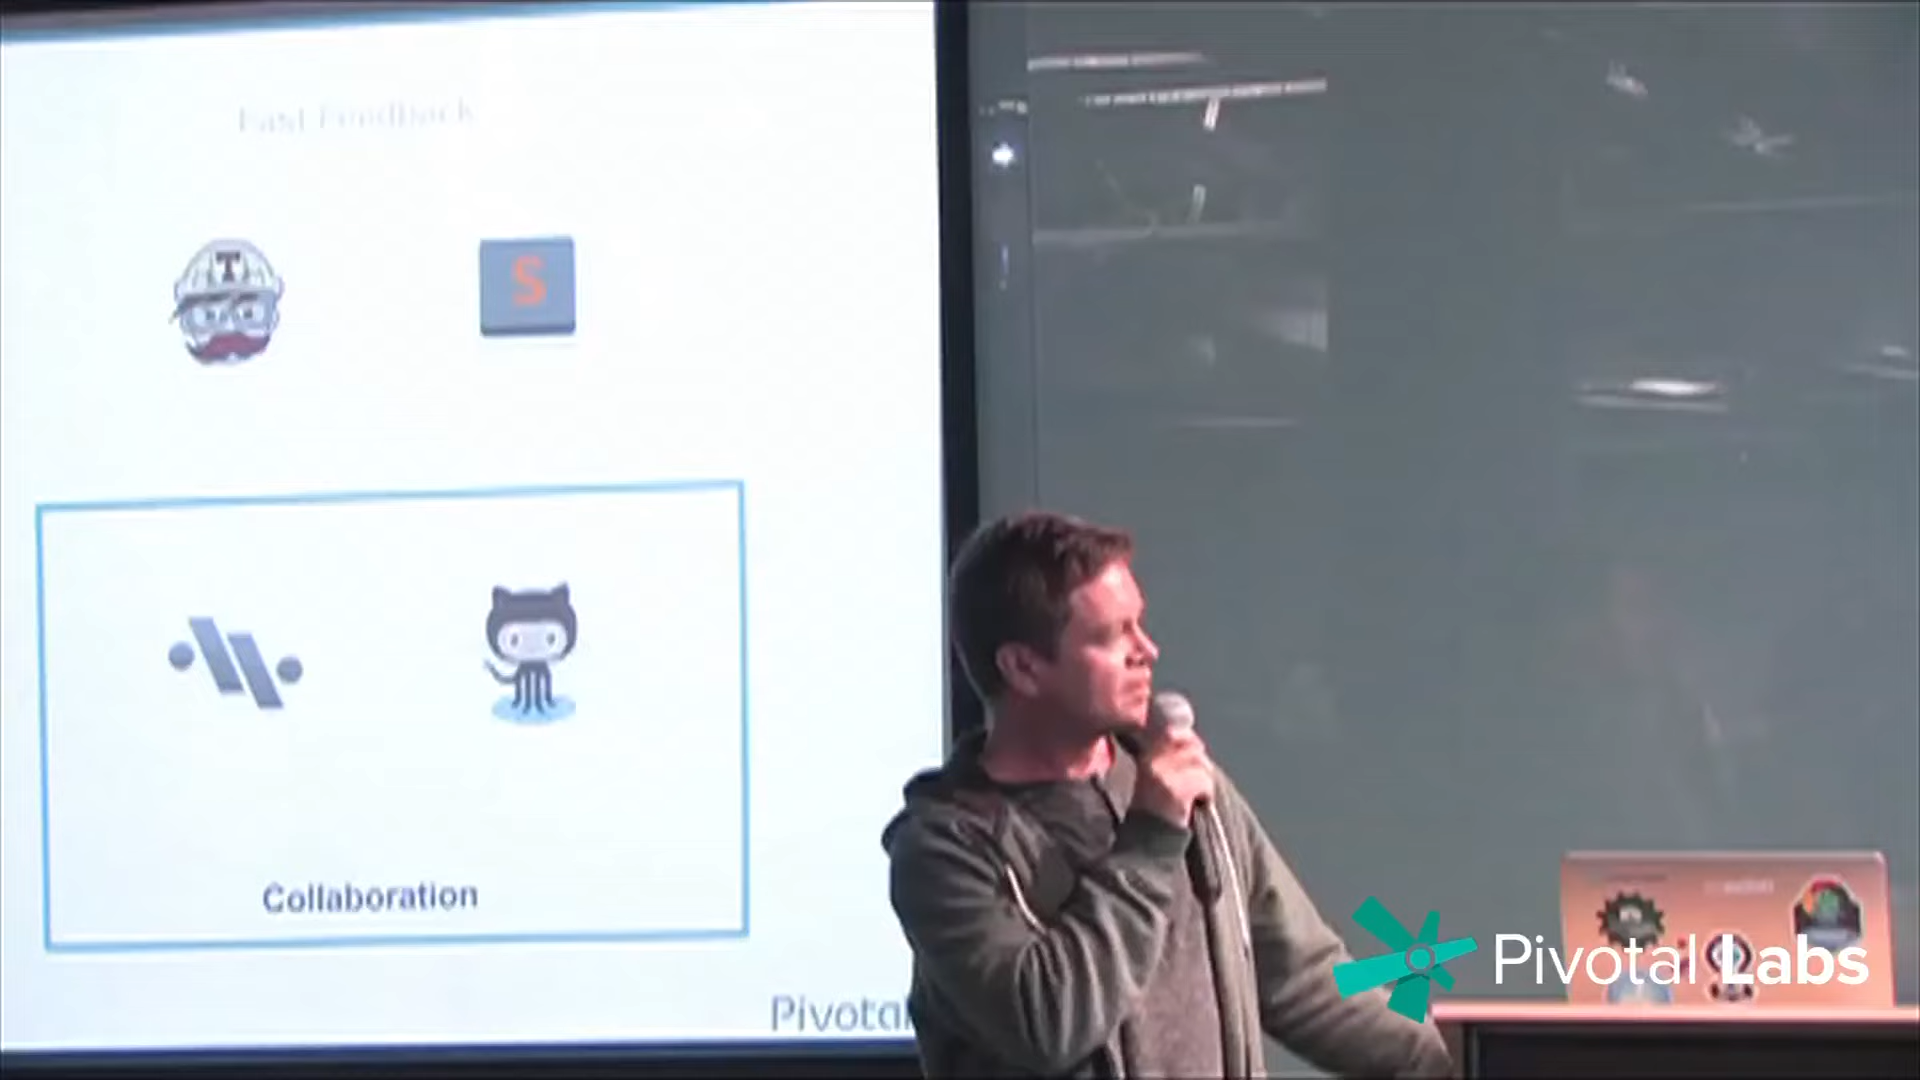 Fast Feedback
T
S
Collaboration
Pivotal
Pivotal Labs